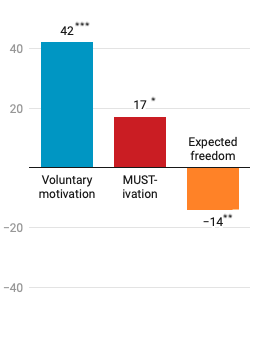 42***
40
20
17 *
Expected
freedom
Voluntary
motivation
MUST-
ivation
−14**
−20
−40